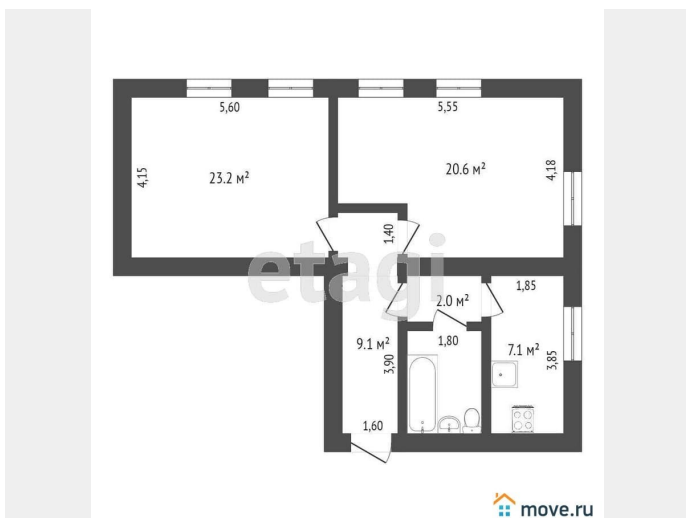 5,60
5,55
4,15
23.2 м²
20.6 м²
4,18
1,40
etagi
2.0 м²
1,85
9.1 м²
3,90
1,80
7.1 м²
3,85
1,60
move.ru